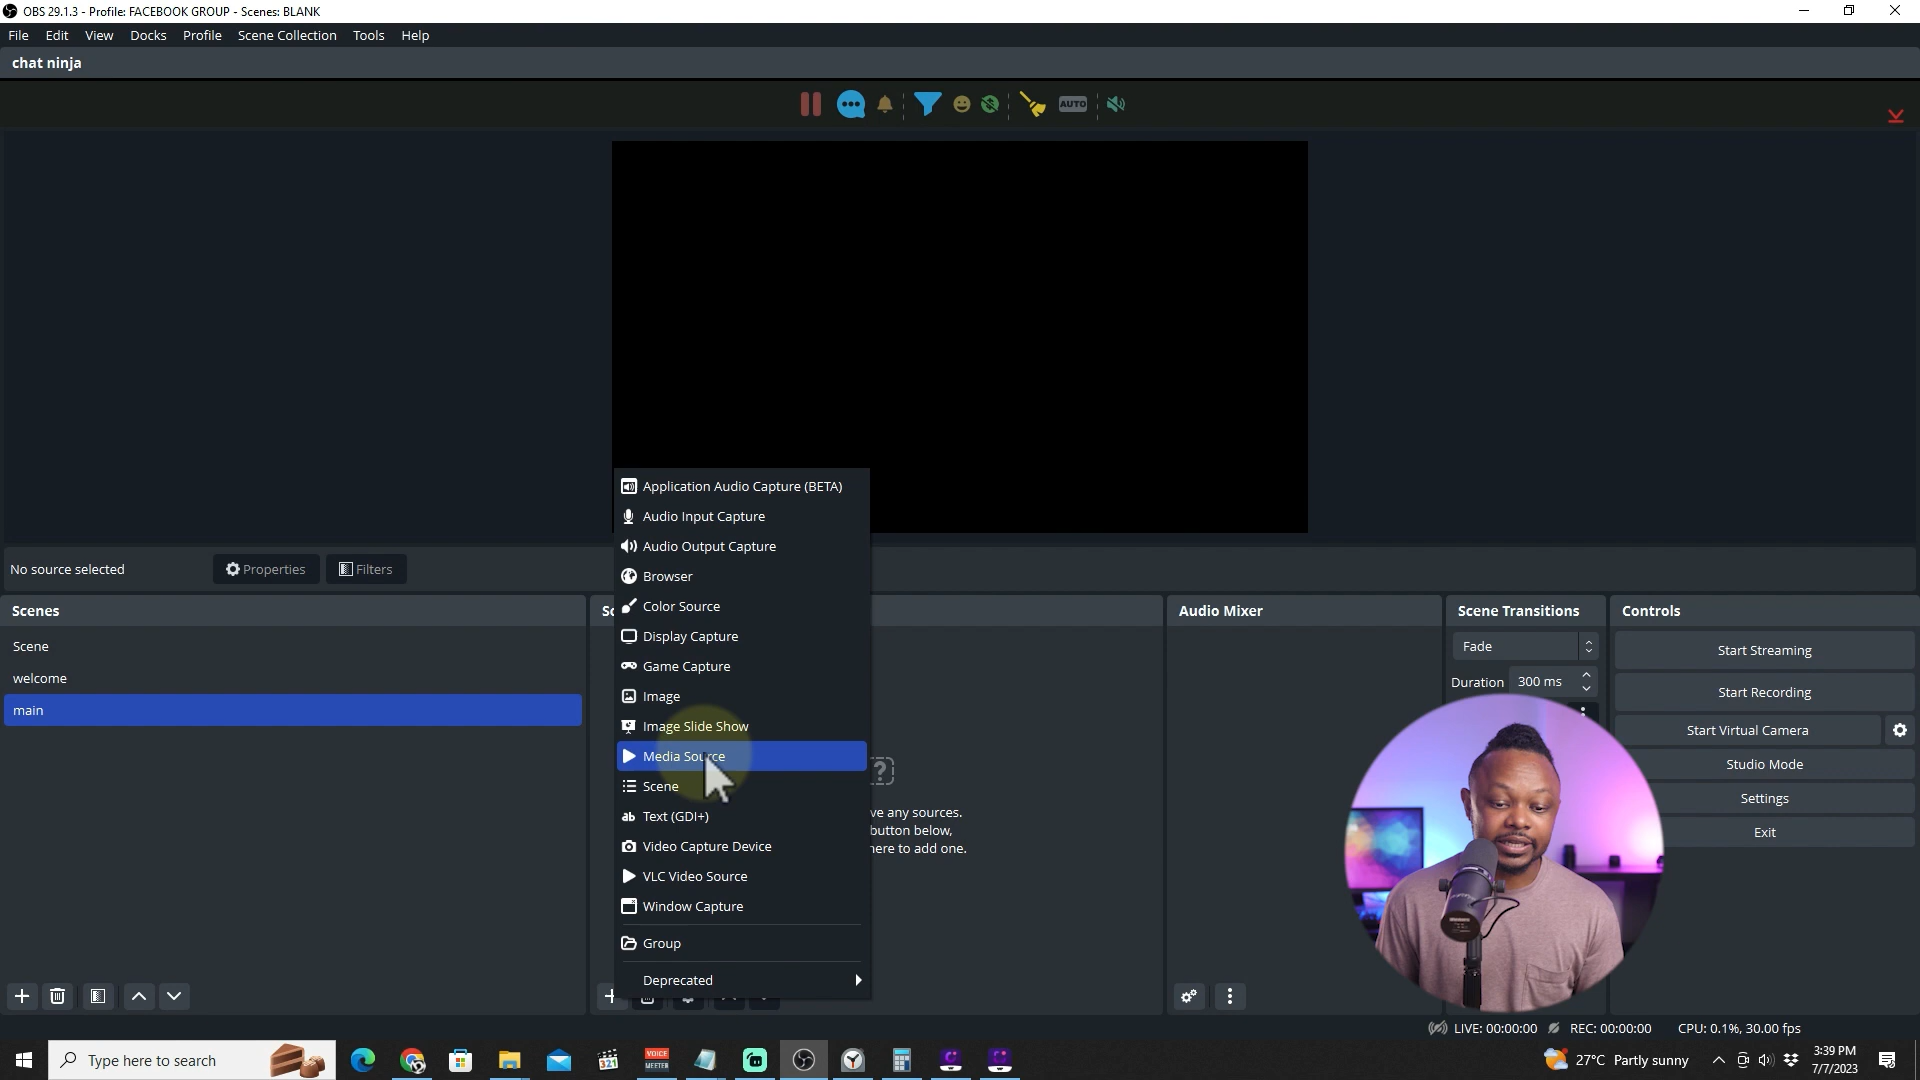 OBS 29.1.3 - Profile: FACEBOOK GROUP - Scenes: BLANK
File Edit View Docks Profile Scene Collection Tools Help
chat ninja
AUTO
Application Audio Capture (BETA)
Audio Input Capture
Audio Output Capture
Browser
Color Source
Display Capture
Game Capture
Image
Image Slide Show
Media Source
Scene
ab Text (GDI+)
Video Capture Device
VLC Video Source
Window Capture
Group
Deprecated
No source selected
Properties
Filters
Scenes
Scene
welcome
main
ve any sources.
button below,
here to add one.
Audio Mixer
Scene Transitions
Fade
Duration 300 ms
Controls
Start Streaming
Start Recording
Start Virtual Camera
Studio Mode
Settings
Exit
LIVE: 00:00:00 REC: 00:00:00 CPU: 0.1%, 30.00 fps
Type here to search
321
VOICE
MEETER
27°C Partly sunny
3:39 PM
7/7/2023